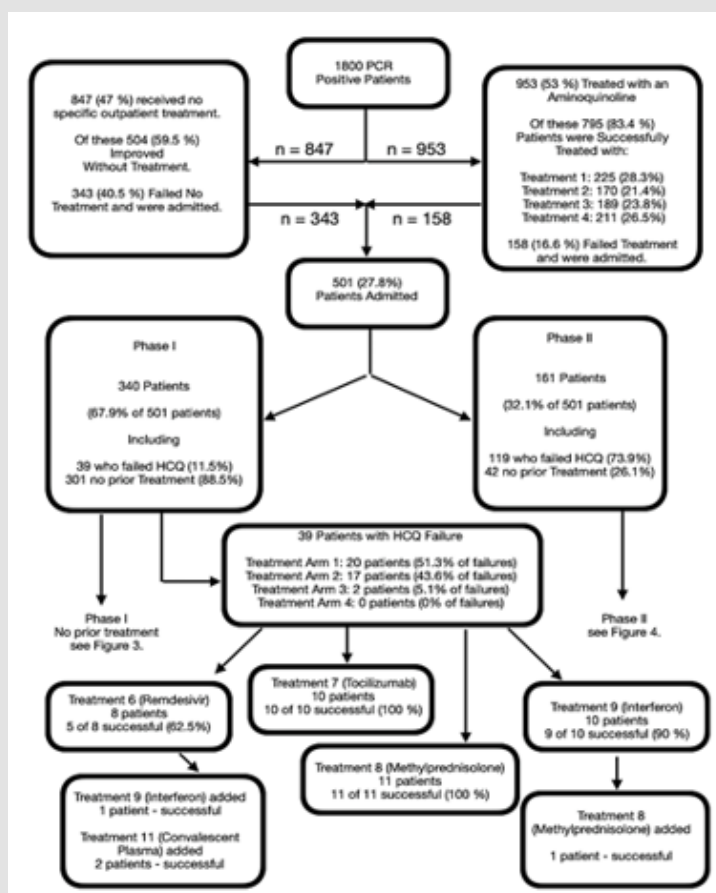 1800 PCR
Positive Patients
847 (47 %) received no
specific outpatient treatment.
Of these 504 (59.5 %)
Improved
Without Treatment.
343 (40.5 %) Failed No
Treatment and were admitted.
n = 847
n = 953
953 (53 %) Treated with an
Aminoquinoline
Of these 795 (83.4 %)
Patients were Successfully
Treated with:
Treatment 1: 225 (28.3%)
Treatment 2: 170 (21.4%)
Treatment 3: 189 (23.8%)
Treatment 4: 211 (26.5%)
158 (16.6 %) Failed Treatment
and were admitted.
n = 343
n = 158
501 (27.8%)
Patients Admitted
Phase I
340 Patients
(67.9% of 501 patients)
Including
39 who failed HCQ (11.5%)
301 no prior Treatment (88.5%)
Phase II
161 Patients
(32.1% of 501 patients)
Including
119 who failed HCQ (73.9%)
42 no prior Treatment (26.1%)
39 Patients with HCQ Failure
Treatment Arm 1: 20 patients (51.3% of failures)
Treatment Arm 2: 17 patients (43.6% of failures)
Treatment Arm 3: 2 patients (5.1% of failures)
Treatment Arm 4: 0 patients (0% of failures)
Phase I
No prior treatment
see Figure 3.
Phase II
see Figure 4.
Treatment 6 (Remdesivir)
8 patients
5 of 8 successful (62.5%)
Treatment 7 (Tocilizumab)
10 patients
10 of 10 successful (100 %)
Treatment 8 (Methylprednisolone)
11 patients
11 of 11 successful (100 %)
Treatment 9 (Interferon)
10 patients
9 of 10 successful (90 %)
Treatment 9 (Interferon) added
1 patient - successful
Treatment 11 (Convalescent
Plasma) added
2 patients - successful
Treatment 8
(Methylprednisolone) added
1 patient - successful